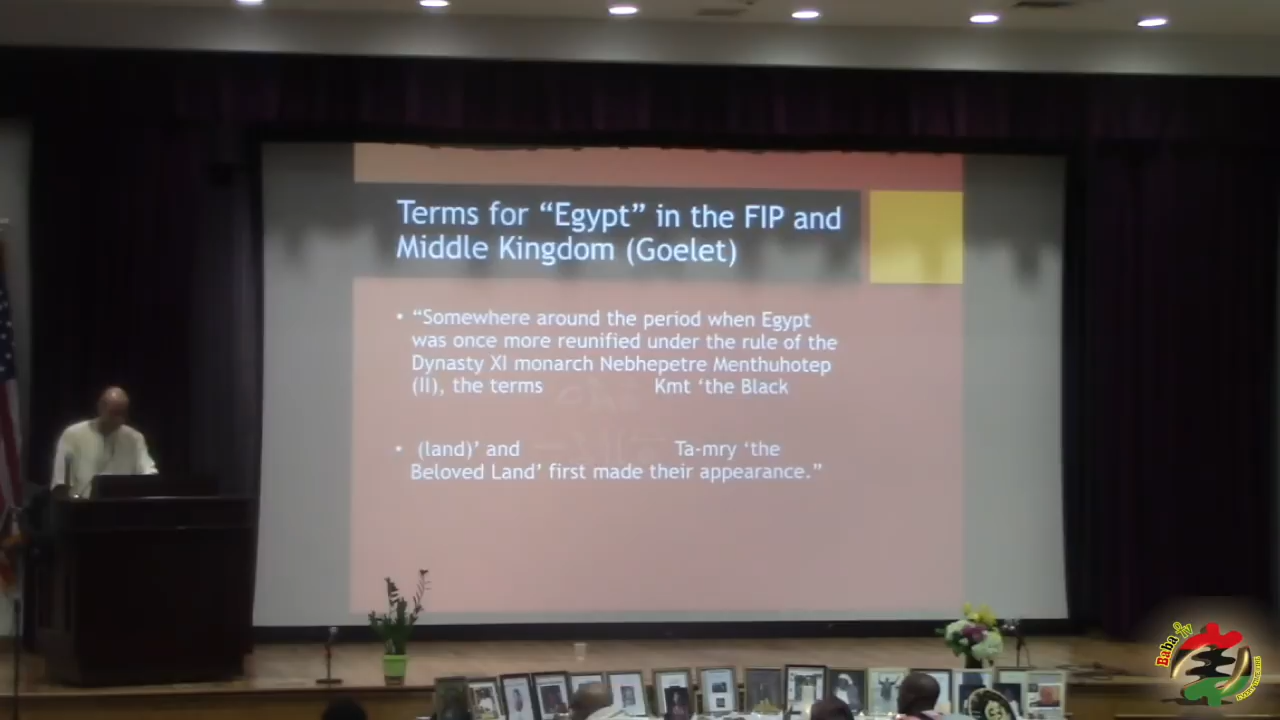 Terms for “Egypt” in the FIP and
Middle Kingdom (Goelet)
• “Somewhere around the period when Egypt
was once more reunified under the rule of the
Dynasty XI monarch Nebhepetre Menthuhotep
(II), the terms Kmt ‘the Black
• (land)’ and Ta-mry ‘the
Beloved Land’ first made their appearance.”
Baba TV